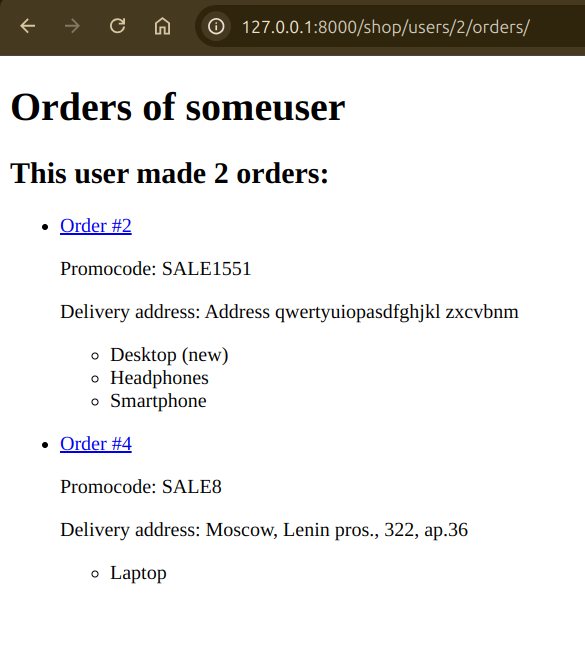 127.0.0.1:8000/shop/users/2/orders/
Orders of someuser
This user made 2 orders:
Order #2
Promocode: SALE1551
Delivery address: Address qwertyuiopasdfghjkl zxcvbnm
Desktop (new)
Headphones
Smartphone
Order #4
Promocode: SALE8
Delivery address: Moscow, Lenin pros., 322, ap.36
Laptop